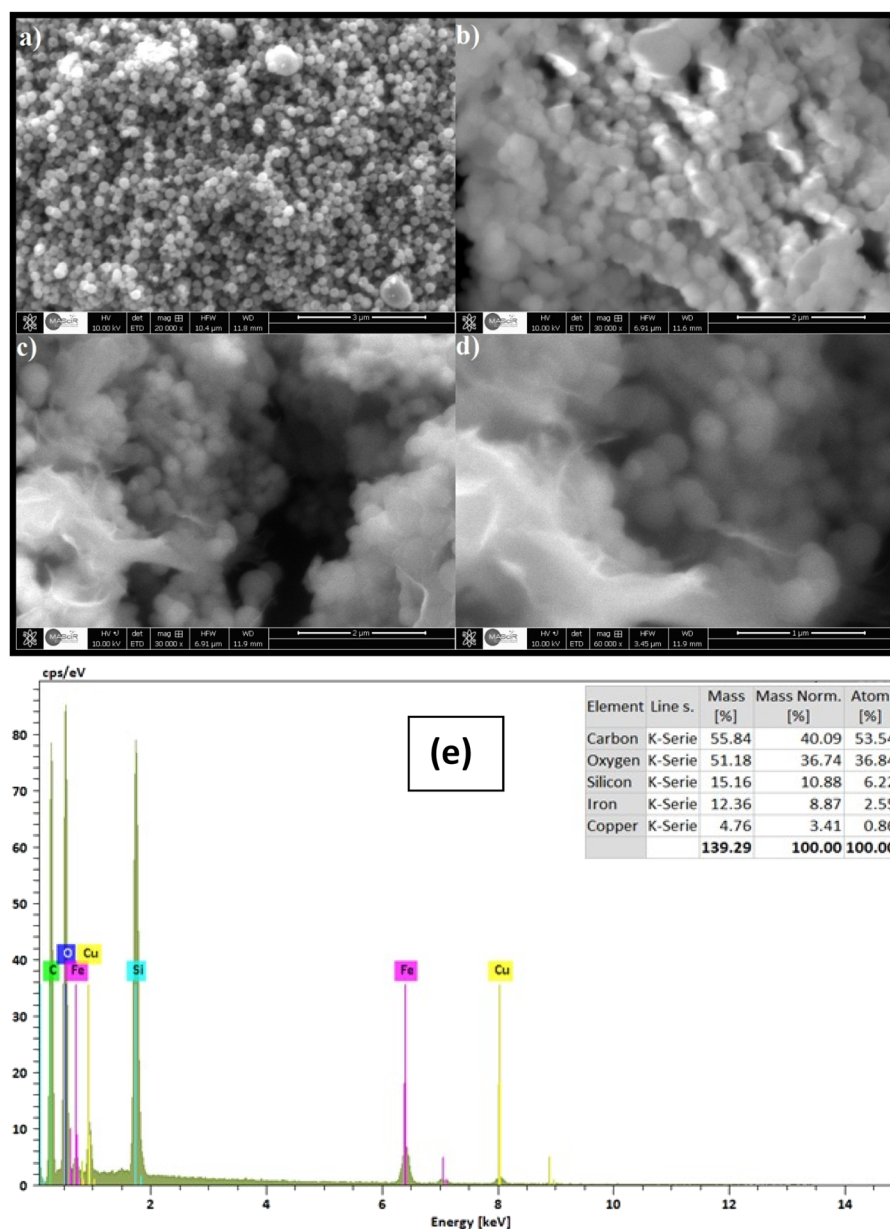 a)
HV det mag HFW WD
10.00 kV ETD 20 000 x 10.4 µm 11.8 mm
3 µm
MAScIR
b)
HV det mag HFW WD
10.00 kV ETD 30 000 x 6.91 µm 11.6 mm
2 µm
MAScIR
c)
HV det mag HFW WD
10.00 kV ETD 30 000 x 6.91 µm 11.9 mm
2 µm
MAScIR
d)
HV det mag HFW WD
10.00 kV ETD 60 000 x 3.45 µm 11.9 mm
1 µm
MAScIR
cps/eV
(e)
Element Line s. Mass Mass Norm. Atom
[%] [%] [%]
Carbon K-Serie 55.84 40.09 53.54
Oxygen K-Serie 51.18 36.74 36.84
Silicon K-Serie 15.16 10.88 6.22
Iron K-Serie 12.36 8.87 2.55
Copper K-Serie 4.76 3.41 0.86
139.29 100.00 100.00
80
70
60
50
40
30
20
10
0
O Cu
C Fe Si Fe Cu
2 4 6 8 10 12 14
Energy [keV]